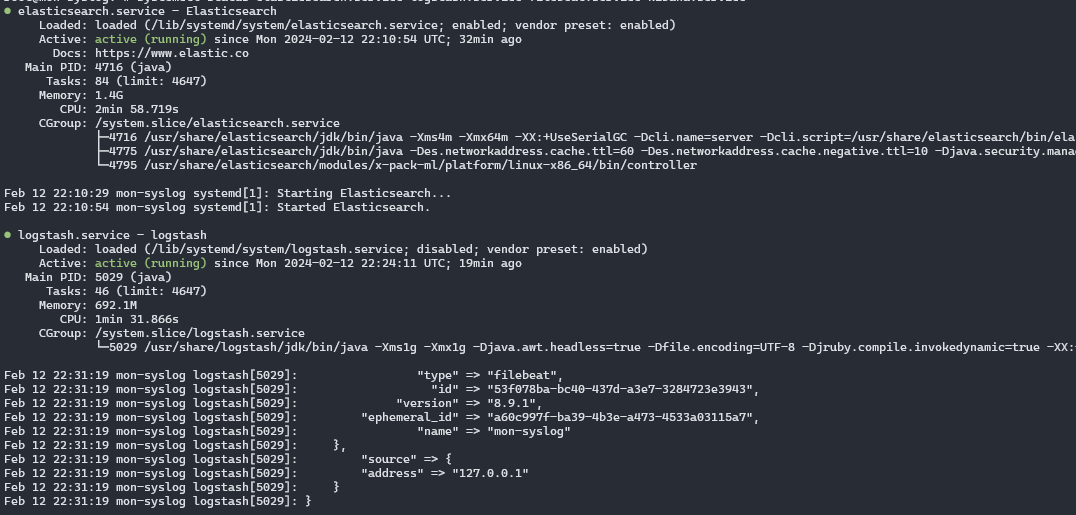 ● elasticsearch.service - Elasticsearch
     Loaded: loaded (/lib/systemd/system/elasticsearch.service; enabled; vendor preset: enabled)
     Active: active (running) since Mon 2024-02-12 22:10:54 UTC; 32min ago
       Docs: https://www.elastic.co
   Main PID: 4716 (java)
      Tasks: 84 (limit: 4647)
     Memory: 1.4G
        CPU: 2min 58.719s
     CGroup: /system.slice/elasticsearch.service
             ├─4716 /usr/share/elasticsearch/jdk/bin/java -Xms4m -Xmx64m -XX:+UseSerialGC -Dcli.name=server -Dcli.script=/usr/share/elasticsearch/bin/ela
             ├─4775 /usr/share/elasticsearch/jdk/bin/java -Des.networkaddress.cache.ttl=60 -Des.networkaddress.cache.negative.ttl=10 -Djava.security.mana
             └─4795 /usr/share/elasticsearch/modules/x-pack-ml/platform/linux-x86_64/bin/controller
Feb 12 22:10:29 mon-syslog systemd[1]: Starting Elasticsearch...
Feb 12 22:10:54 mon-syslog systemd[1]: Started Elasticsearch.
● logstash.service - logstash
     Loaded: loaded (/lib/systemd/system/logstash.service; disabled; vendor preset: enabled)
     Active: active (running) since Mon 2024-02-12 22:24:11 UTC; 19min ago
   Main PID: 5029 (java)
      Tasks: 46 (limit: 4647)
     Memory: 692.1M
        CPU: 1min 31.866s
     CGroup: /system.slice/logstash.service
             └─5029 /usr/share/logstash/jdk/bin/java -Xms1g -Xmx1g -Djava.awt.headless=true -Dfile.encoding=UTF-8 -Djruby.compile.invokedynamic=true -XX:
Feb 12 22:31:19 mon-syslog logstash[5029]:                 "type" => "filebeat",
Feb 12 22:31:19 mon-syslog logstash[5029]:                   "id" => "53f078ba-bc40-437d-a3e7-3284723e3943",
Feb 12 22:31:19 mon-syslog logstash[5029]:              "version" => "8.9.1",
Feb 12 22:31:19 mon-syslog logstash[5029]:         "ephemeral_id" => "a60c997f-ba39-4b3e-a473-4533a03115a7",
Feb 12 22:31:19 mon-syslog logstash[5029]:                 "name" => "mon-syslog"
Feb 12 22:31:19 mon-syslog logstash[5029]:     },
Feb 12 22:31:19 mon-syslog logstash[5029]:         "source" => {
Feb 12 22:31:19 mon-syslog logstash[5029]:         "address" => "127.0.0.1"
Feb 12 22:31:19 mon-syslog logstash[5029]:     }
Feb 12 22:31:19 mon-syslog logstash[5029]: }